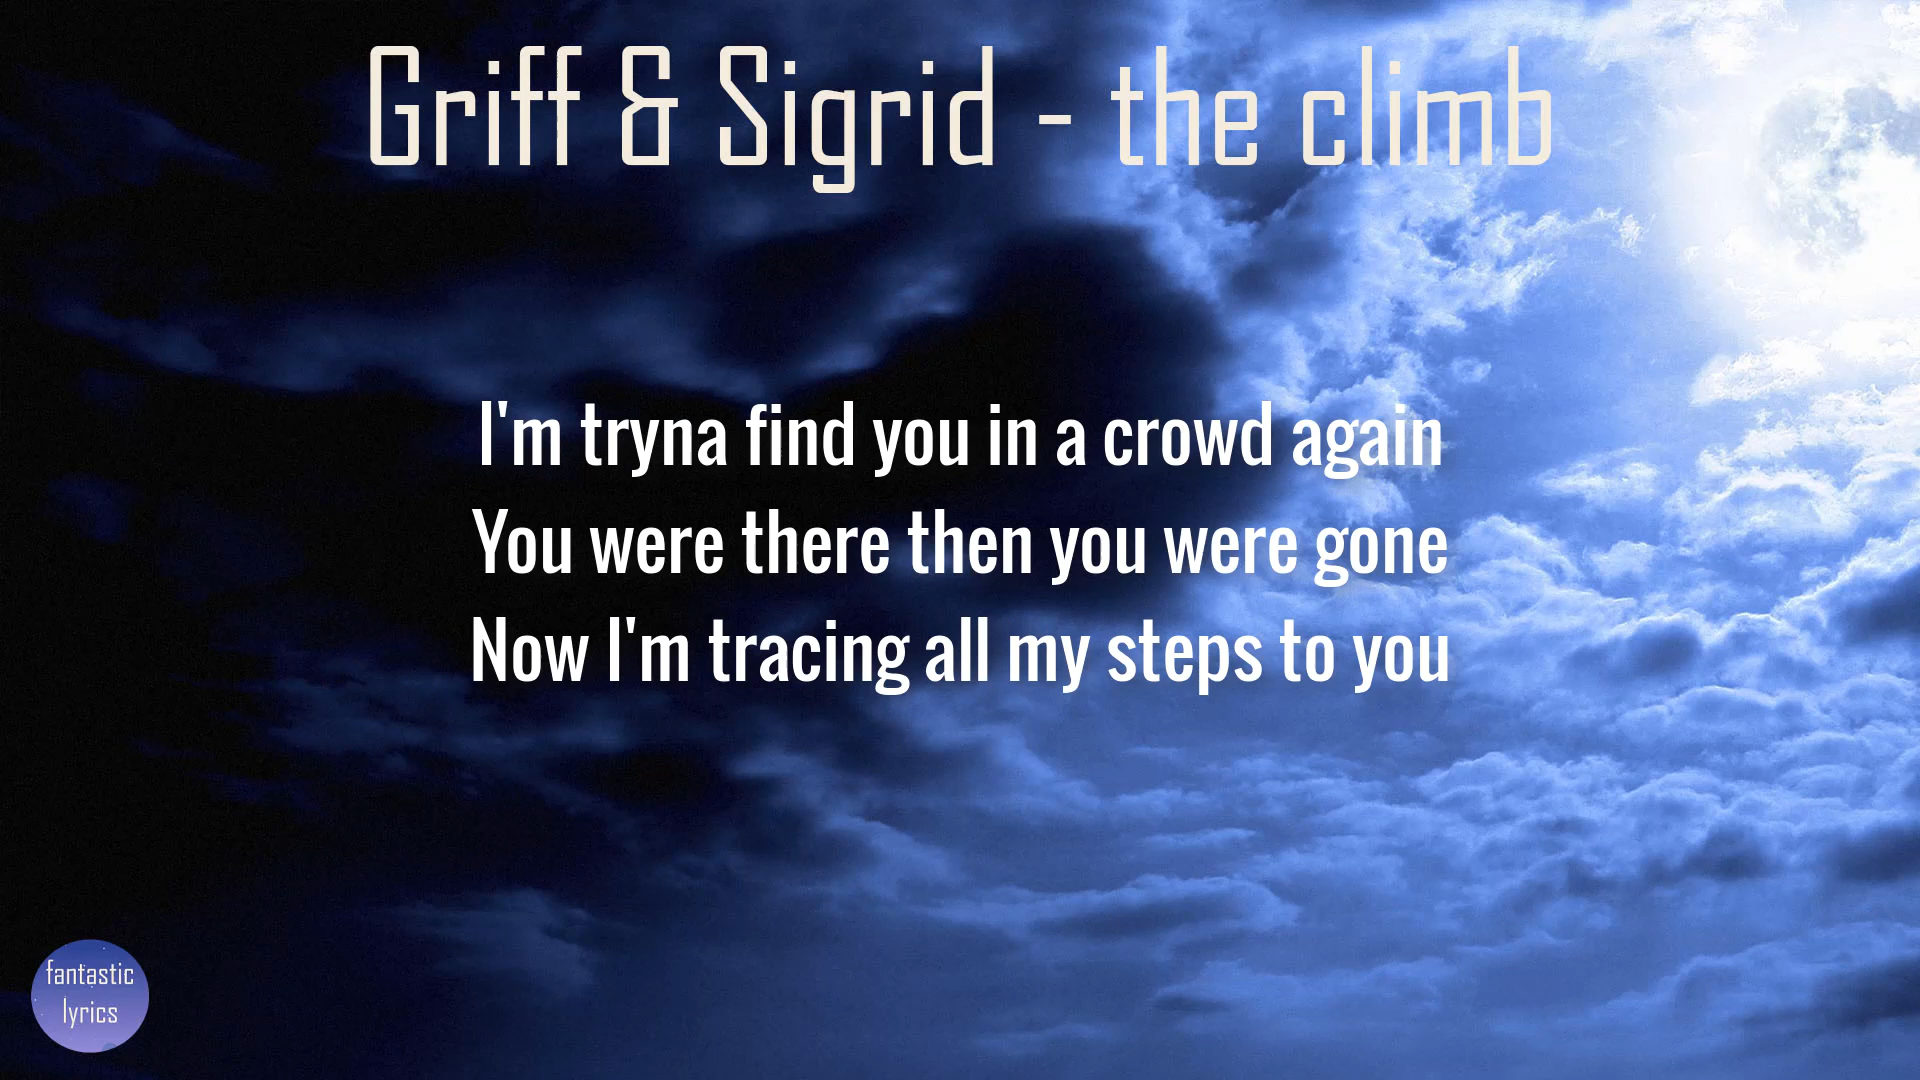 Griff & Sigrid - the climb
I'm tryna find you in a crowd again
You were there then you were gone
Now I'm tracing all my steps to you
fantastic
lyrics